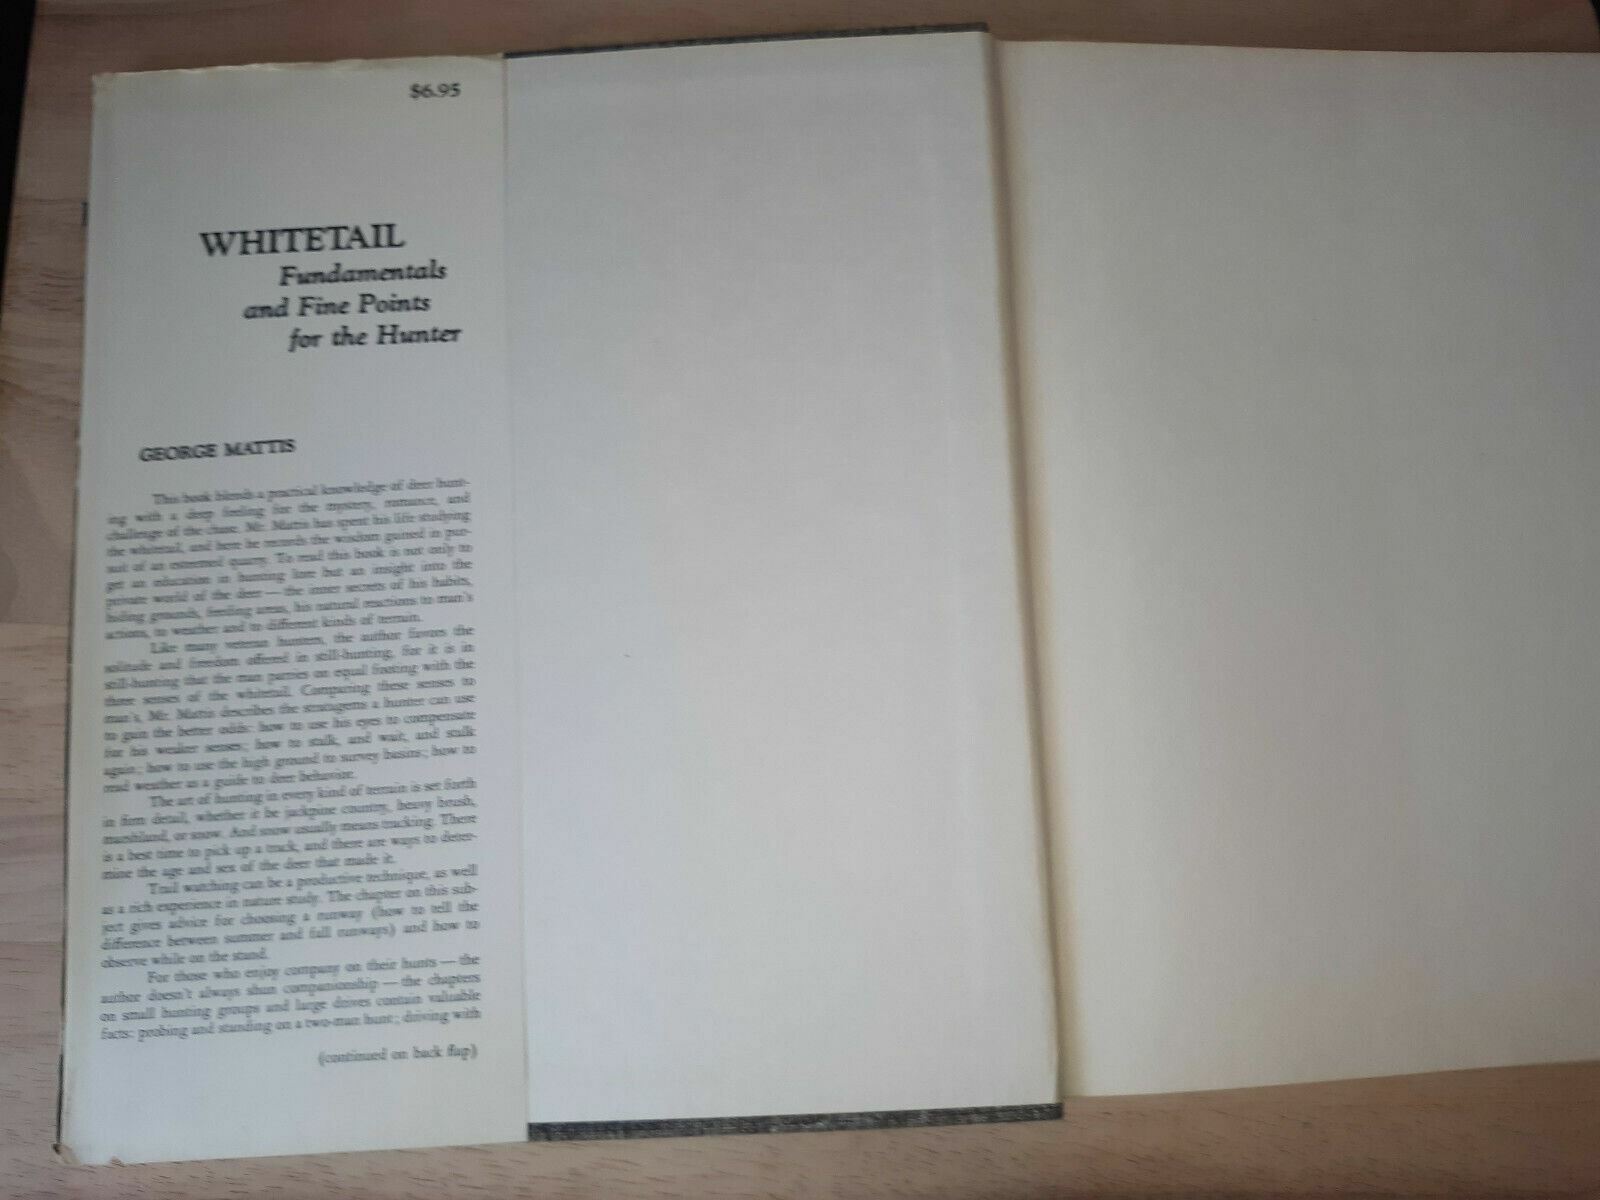 $6.95
WHITETAIL
Fundamentals
and Fine Points
for the Hunter
GEORGE MATTIS
This book blends a practical knowledge of deer hunt-
ing with a deep feeling for the mystery, romance, and
challenge of the chase. Mr. Mattis has spent his life studying
the whitetail, and here he records the wisdom gained in pur-
suit of an esteemed quarry. To read this book is not only to
get an education in hunting lore but an insight into the
private world of the deer — the inner secrets of his habits,
hiding grounds, feeding areas, his natural reactions to man's
actions, to weather and to different kinds of terrain.
Like many veteran hunters, the author favors the
solitude and freedom offered in still-hunting, for it is in
still-hunting that the man parries on equal footing with the
three senses of the whitetail. Comparing these senses to
man's, Mr. Mattis describes the stratagems a hunter can use
to gain the better odds: how to use his eyes to compensate
for his weaker senses; how to stalk, and wait, and stalk
again; how to use the high ground to survey basins; how to
read weather as a guide to deer behavior.
The art of hunting in every kind of terrain is set forth
in firm detail, whether it be jackpine country, heavy brush,
marshland, or snow. And snow usually means tracking. There
is a best time to pick up a track, and there are ways to deter-
mine the age and sex of the deer that made it.
Trail watching can be a productive technique, as well
as a rich experience in nature study. The chapter on this sub-
ject gives advice for choosing a runway (how to tell the
difference between summer and fall runways) and how to
observe while on the stand.
For those who enjoy company on their hunts — the
author doesn't always shun companionship — the chapters
on small hunting groups and large drives contain valuable
facts: probing and standing on a two-man hunt; driving with
(continued on back flap)